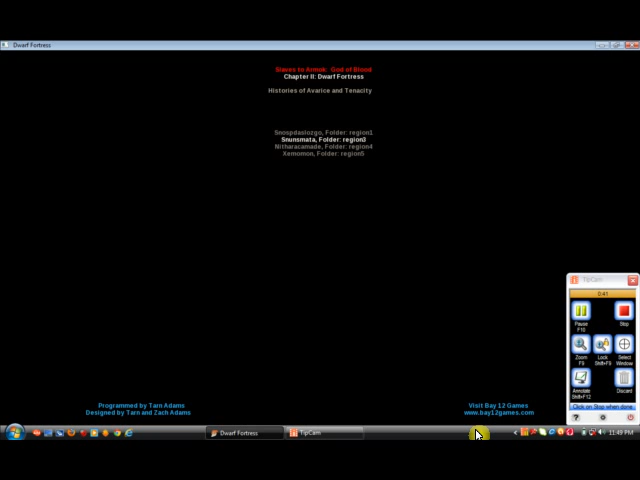 Dwarf Fortress
Slaves to Armok: God of Blood
Chapter II: Dwarf Fortress
Histories of Avarice and Tenacity
Snospdaslozgo, Folder: region1
Snunsmata, Folder: region3
Nitharacamade, Folder: region4
Xemomon, Folder: region5
TipCam
0:41
Pause
F10
Stop
Zoom
F9
Lock
Shift+F9
Select
Window
Annotate
Shift+F12
Discard
Click on Stop when done
Programmed by Tarn Adams
Designed by Tarn and Zach Adams
Visit Bay 12 Games
www.bay12games.com
Dwarf Fortress
TipCam
11:49 PM